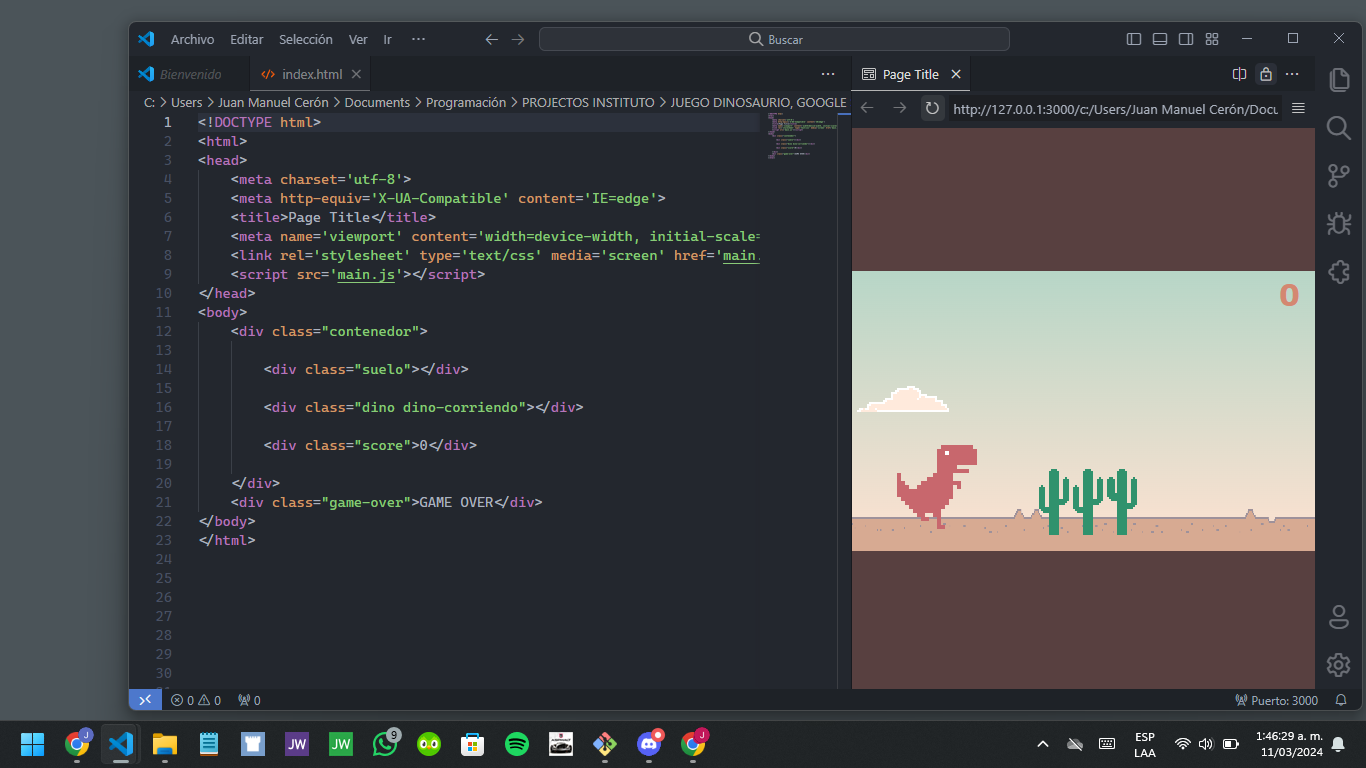 Archivo Editar Selección Ver Ir ··· Buscar
Bienvenido index.html Page Title
C: > Users > Juan Manuel Cerón > Documents > Programación > PROJECTOS INSTITUTO > JUEGO DINOSAURIO, GOOGLE
http://127.0.0.1:3000/c:/Users/Juan Manuel Cerón/Docu
1 <!DOCTYPE html>
2 <html>
3 <head>
4 <meta charset='utf-8'>
5 <meta http-equiv='X-UA-Compatible' content='IE=edge'>
6 <title>Page Title</title>
7 <meta name='viewport' content='width=device-width, initial-scale=
8 <link rel='stylesheet' type='text/css' media='screen' href='main.
9 <script src='main.js'></script>
10 </head>
11 <body>
12 <div class="contenedor">
13
14 <div class="suelo"></div>
15
16 <div class="dino dino-corriendo"></div>
17
18 <div class="score">0</div>
19
20 </div>
21 <div class="game-over">GAME OVER</div>
22 </body>
23 </html>
24
25
26
27
28
29
30
0
0 0 0
Puerto: 3000
J
JW
JW
9
J
ESP
LAA
1:46:29 a. m.
11/03/2024